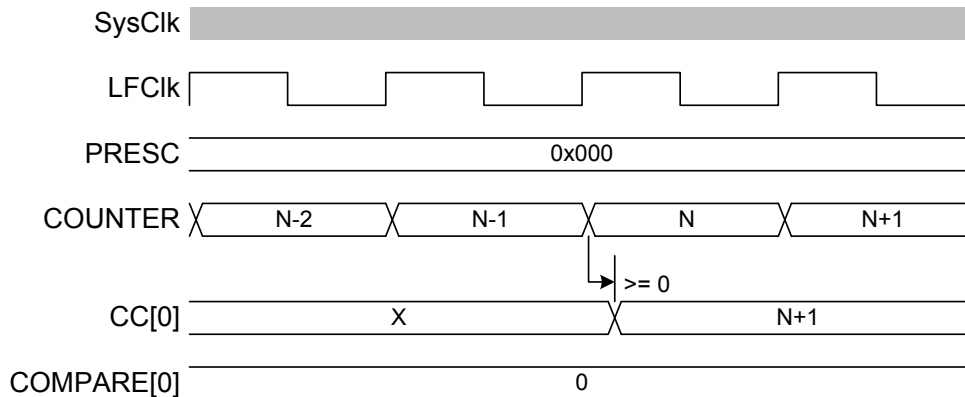 SysClk
LFClk
PRESC 0x000
COUNTER N-2 N-1 N N+1
>= 0
CC[0] X N+1
COMPARE[0] 0